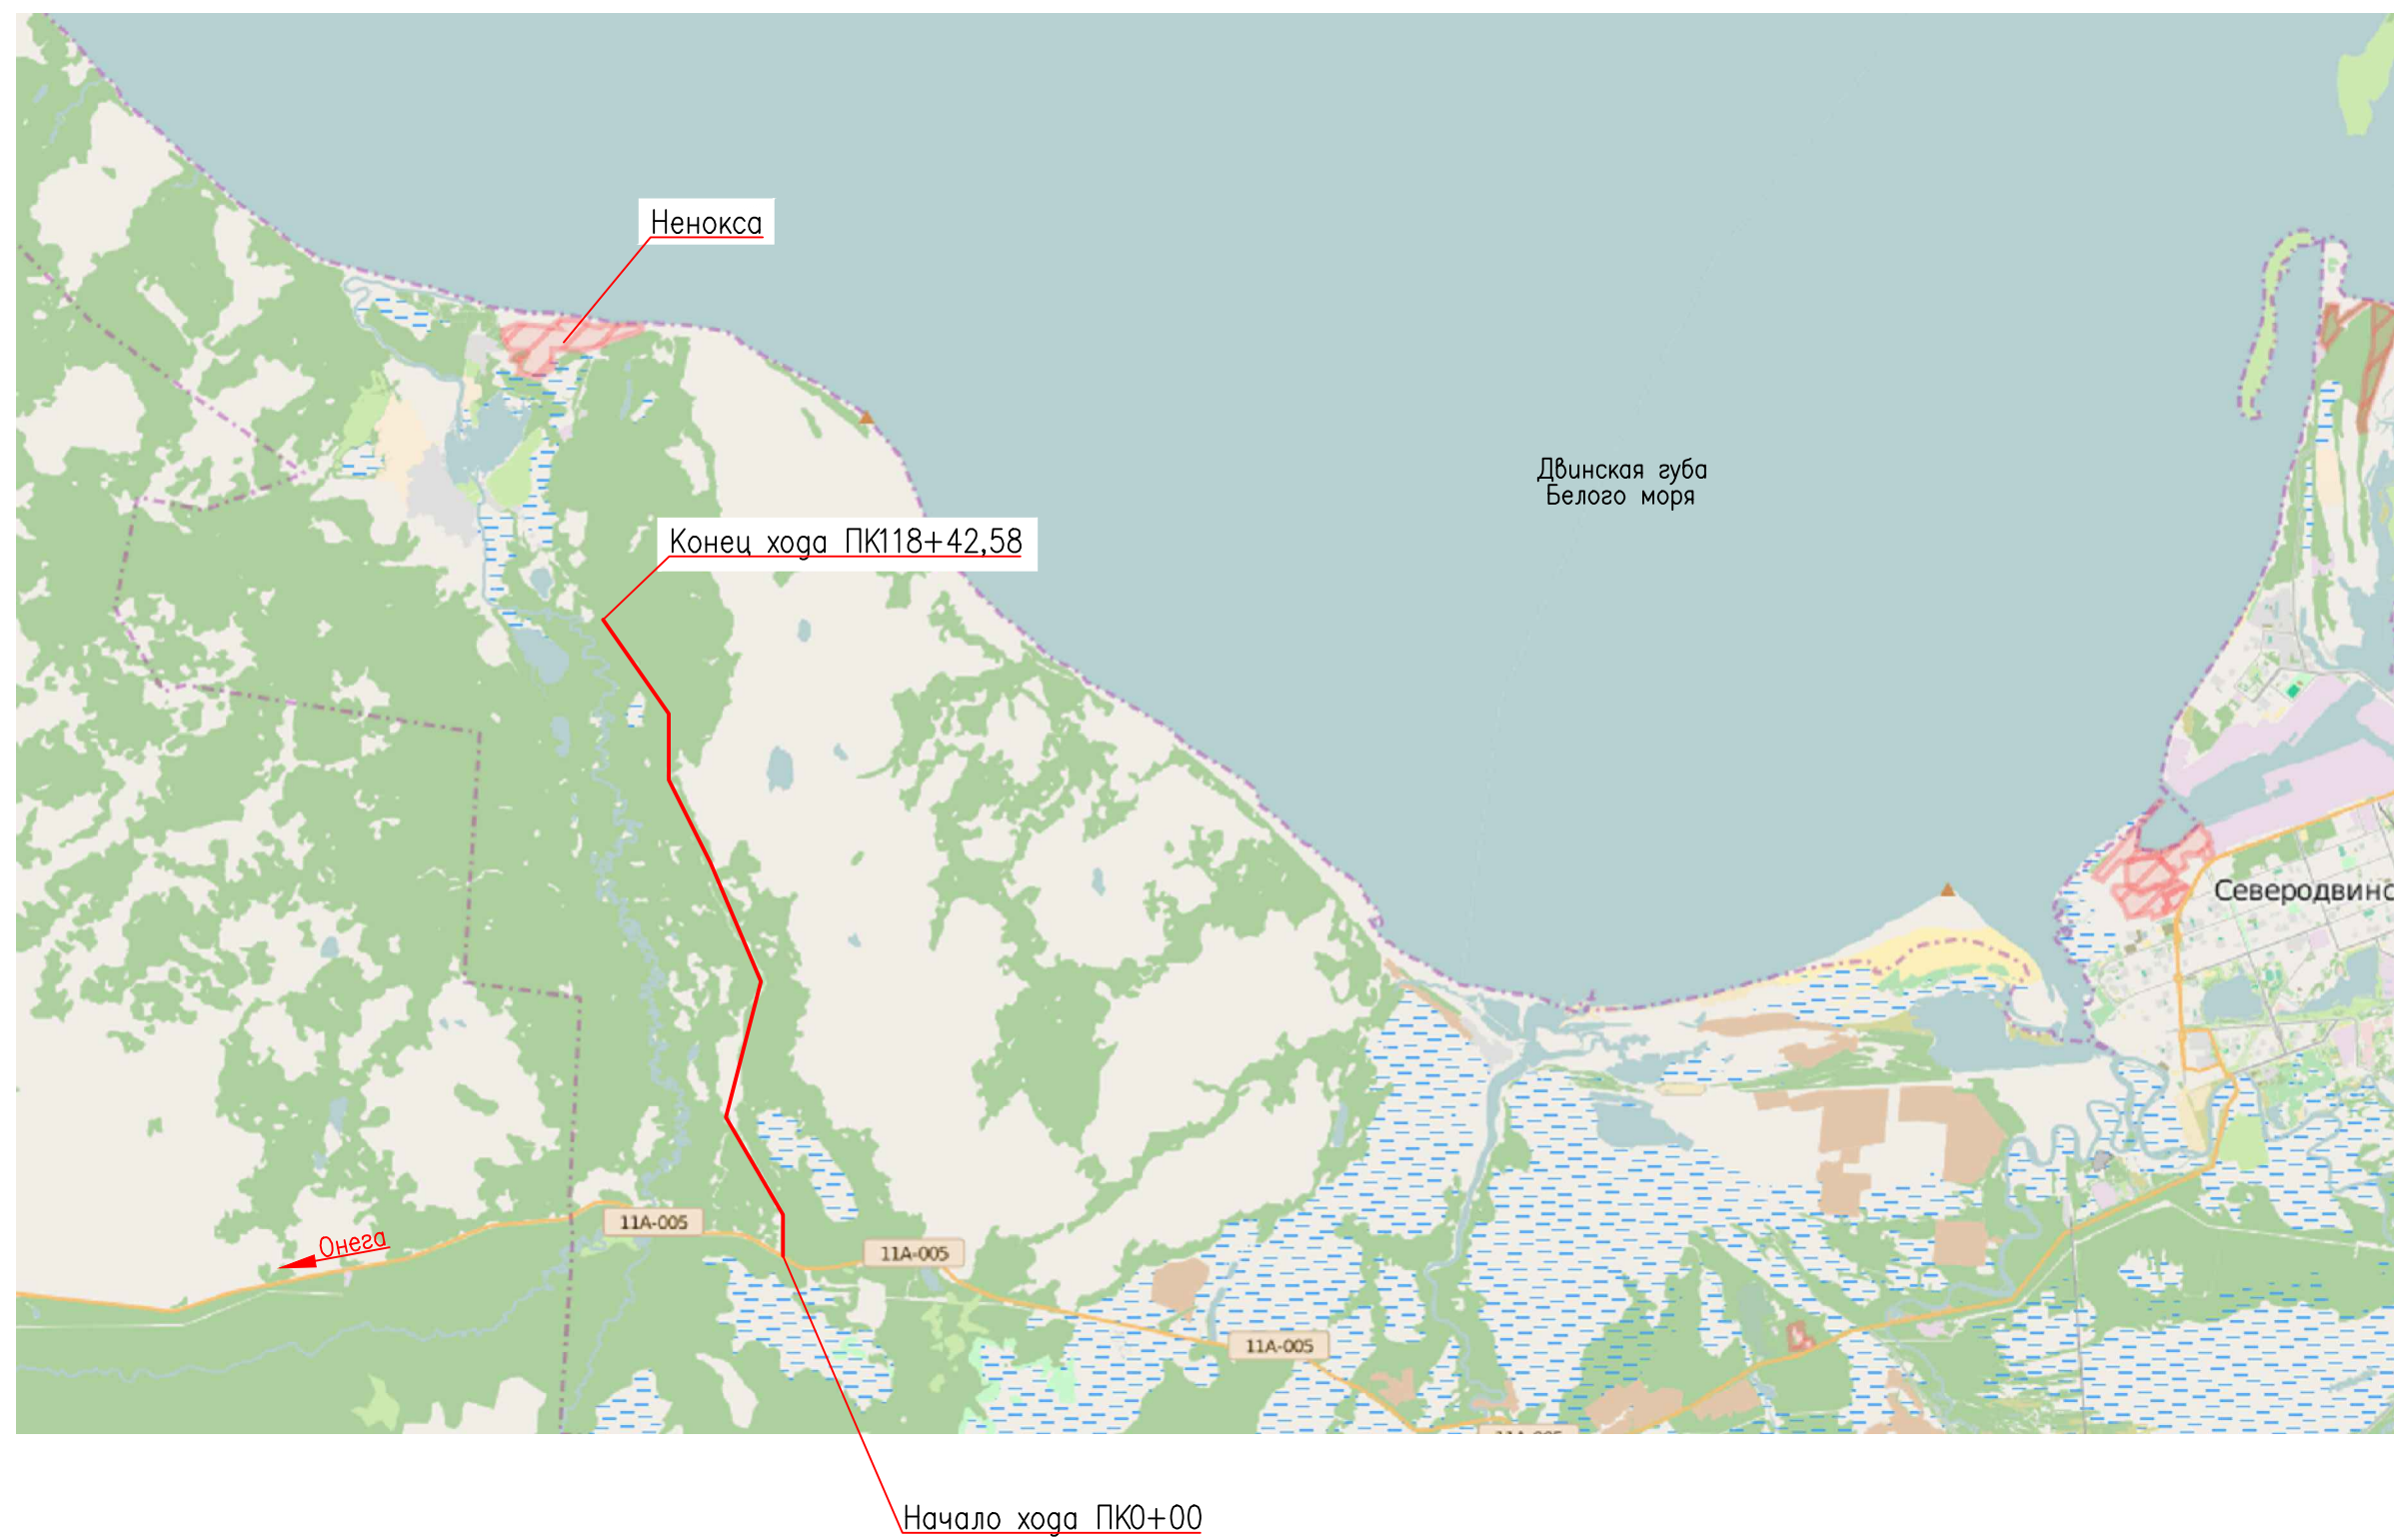 Ненокса
Двинская губа
Белого моря
Конец хода ПК118+42,58
Северодвинс
11А-005
Онега
11А-005
11А-005
Начало хода ПК0+00